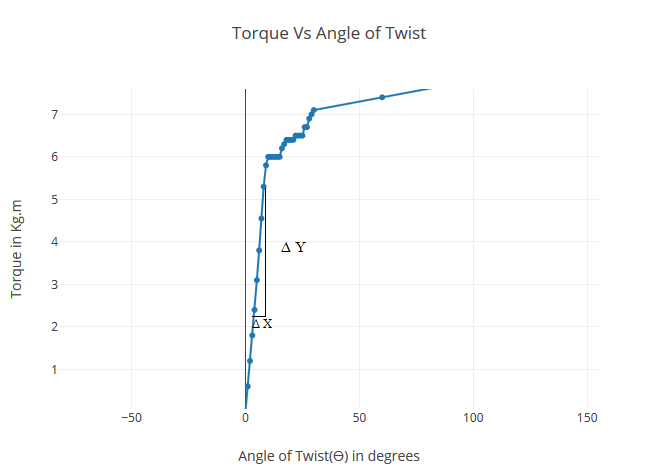 Torque Vs Angle of Twist
Torque in Kg.m
7
6
5
4
3
2
1
Δ Y
Δ X
−50
0
50
100
150
Angle of Twist(Ө) in degrees